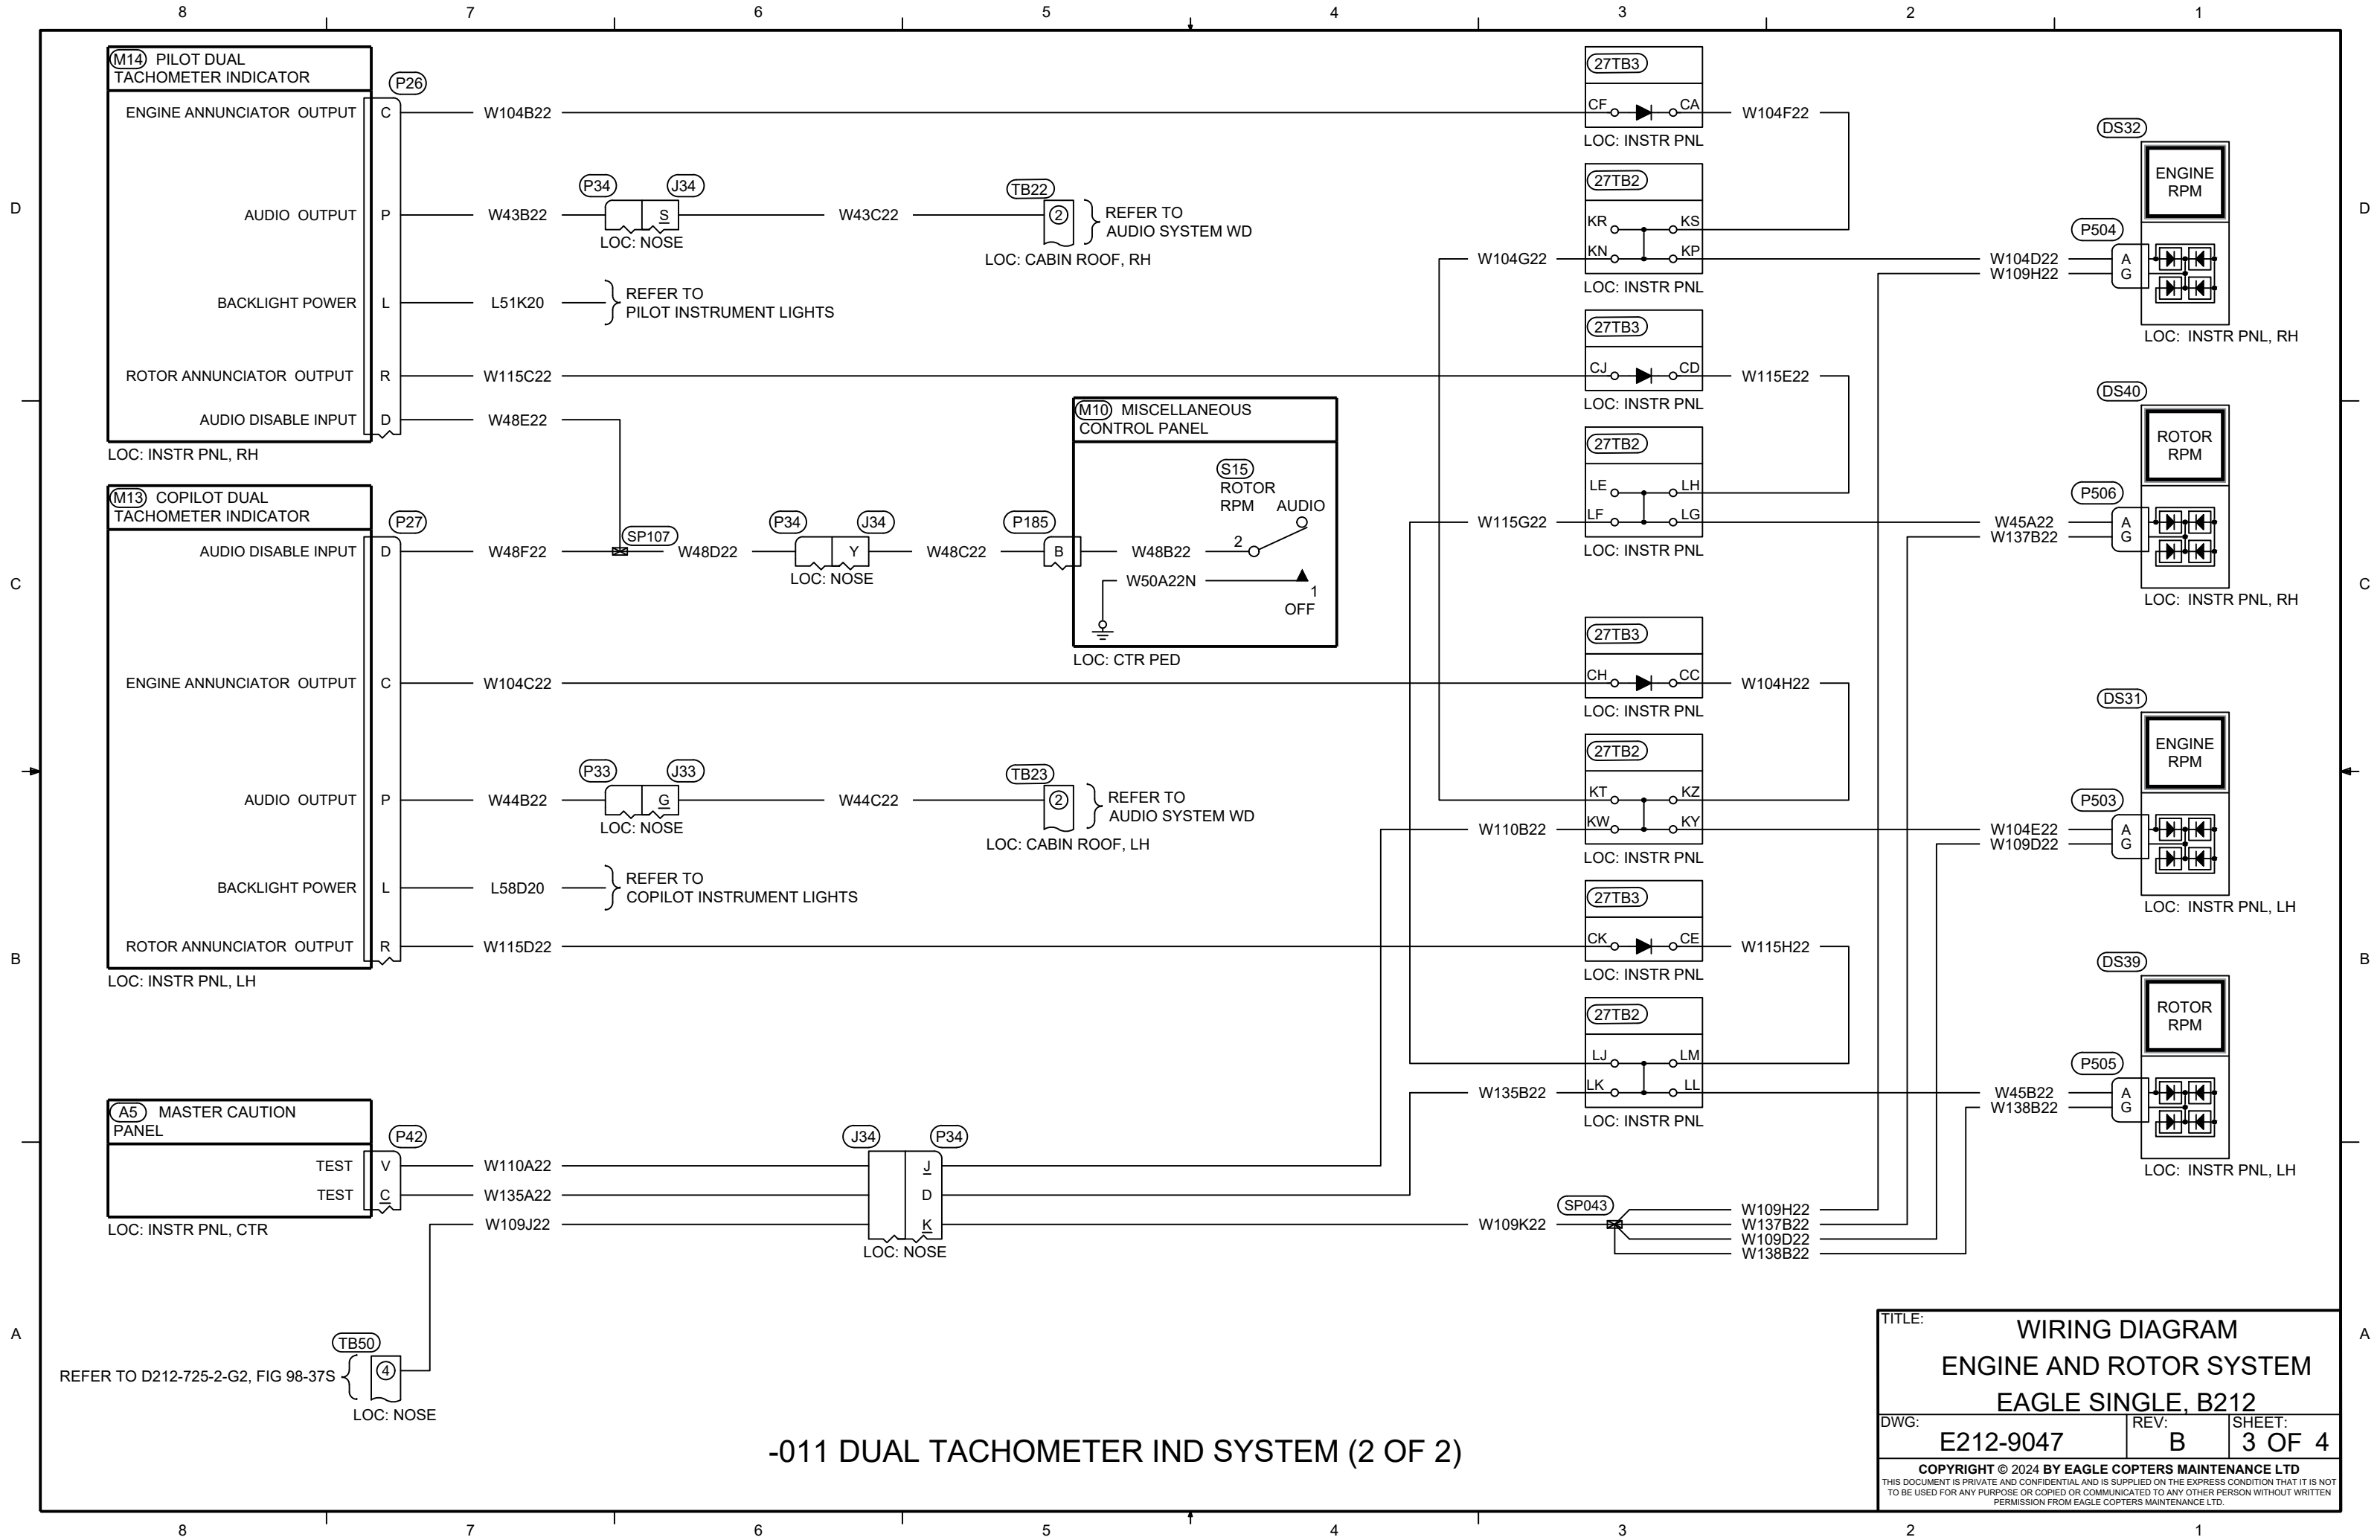 8 7 6 5 4 3 2 1
D
C
B
A
M14 PILOT DUAL
TACHOMETER INDICATOR
P26
ENGINE ANNUNCIATOR OUTPUT C W104B22
AUDIO OUTPUT P W43B22
P34 J34
S
LOC: NOSE
W43C22
TB22
2
REFER TO
AUDIO SYSTEM WD
LOC: CABIN ROOF, RH
BACKLIGHT POWER L L51K20
REFER TO
PILOT INSTRUMENT LIGHTS
ROTOR ANNUNCIATOR OUTPUT R W115C22
AUDIO DISABLE INPUT D W48E22
LOC: INSTR PNL, RH
M13 COPILOT DUAL
TACHOMETER INDICATOR
P27
AUDIO DISABLE INPUT D W48F22
SP107
W48D22
P34 J34
Y
LOC: NOSE
W48C22
P185
B
M10 MISCELLANEOUS
CONTROL PANEL
S15
ROTOR
RPM AUDIO
W48B22 2
W50A22N
1
OFF
LOC: CTR PED
ENGINE ANNUNCIATOR OUTPUT C W104C22
AUDIO OUTPUT P W44B22
P33 J33
G
LOC: NOSE
W44C22
TB23
2
REFER TO
AUDIO SYSTEM WD
LOC: CABIN ROOF, LH
BACKLIGHT POWER L L58D20
REFER TO
COPILOT INSTRUMENT LIGHTS
ROTOR ANNUNCIATOR OUTPUT R W115D22
LOC: INSTR PNL, LH
A5 MASTER CAUTION
PANEL
P42
TEST V W110A22
TEST C W135A22
W109J22
LOC: INSTR PNL, CTR
J34 P34
J
D
K
LOC: NOSE
TB50
4
REFER TO D212-725-2-G2, FIG 98-37S
LOC: NOSE
27TB3
CF CA W104F22
LOC: INSTR PNL
27TB2
KR KS
W104G22 KN KP
LOC: INSTR PNL
27TB3
CJ CD W115E22
LOC: INSTR PNL
27TB2
LE LH
W115G22 LF LG
LOC: INSTR PNL
27TB3
CH CC W104H22
LOC: INSTR PNL
27TB2
KT KZ
W110B22 KW KY
LOC: INSTR PNL
27TB3
CK CE W115H22
LOC: INSTR PNL
27TB2
LJ LM
W135B22 LK LL
LOC: INSTR PNL
W109K22
SP043
W109H22
W137B22
W109D22
W138B22
DS32
ENGINE
RPM
P504
W104D22 A
W109H22 G
LOC: INSTR PNL, RH
DS40
ROTOR
RPM
P506
W45A22 A
W137B22 G
LOC: INSTR PNL, RH
DS31
ENGINE
RPM
P503
W104E22 A
W109D22 G
LOC: INSTR PNL, LH
DS39
ROTOR
RPM
P505
W45B22 A
W138B22 G
LOC: INSTR PNL, LH
D
C
B
A
-011 DUAL TACHOMETER IND SYSTEM (2 OF 2)
TITLE:
WIRING DIAGRAM
ENGINE AND ROTOR SYSTEM
EAGLE SINGLE, B212
DWG: REV: SHEET:
E212-9047 B 3 OF 4
COPYRIGHT © 2024 BY EAGLE COPTERS MAINTENANCE LTD
THIS DOCUMENT IS PRIVATE AND CONFIDENTIAL AND IS SUPPLIED ON THE EXPRESS CONDITION THAT IT IS NOT
TO BE USED FOR ANY PURPOSE OR COPIED OR COMMUNICATED TO ANY OTHER PERSON WITHOUT WRITTEN
PERMISSION FROM EAGLE COPTERS MAINTENANCE LTD.
8 7 6 5 4 3 2 1